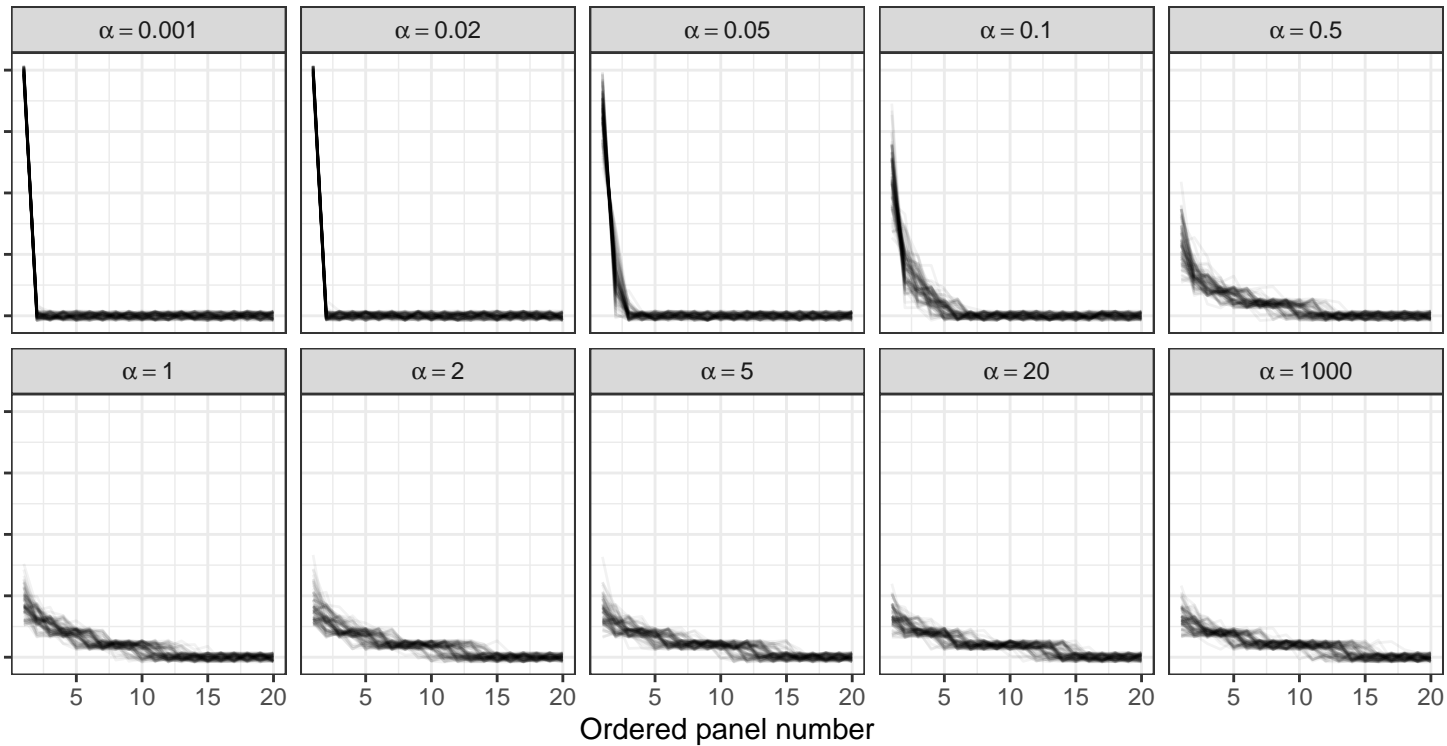 α = 0.001
α = 0.02
α = 0.05
α = 0.1
α = 0.5
α = 1
α = 2
α = 5
α = 20
α = 1000
5 10 15 20
5 10 15 20
5 10 15 20
5 10 15 20
5 10 15 20
Ordered panel number